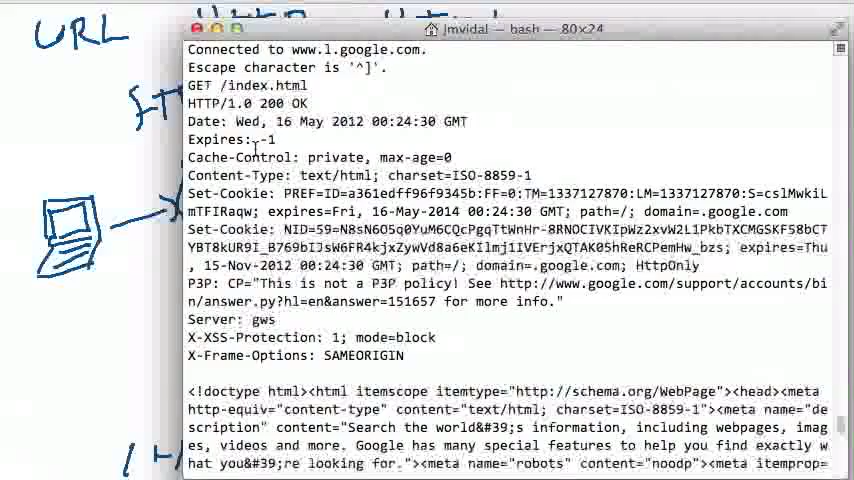 URL
jmvidal — bash — 80×24
Connected to www.l.google.com.
Escape character is '^]'.
GET /index.html
HTTP/1.0 200 OK
Date: Wed, 16 May 2012 00:24:30 GMT
Expires: -1
Cache-Control: private, max-age=0
Content-Type: text/html; charset=ISO-8859-1
Set-Cookie: PREF=ID=a361edff96f9345b:FF=0:TM=1337127870:LM=1337127870:S=cslMwkiL
mTFIRaqw; expires=Fri, 16-May-2014 00:24:30 GMT; path=/; domain=.google.com
Set-Cookie: NID=59=N8sN6O5q0YuM6CQcPgqTtWnHr-8RNOCIVKIpWz2xvW2L1PkbTXCMGSKF58bCT
YBT8kUR9I_B769bIJsW6FR4kjxZywVd8a6eKIlmj1IVErjxQTAK05hReRCPemHw_bzs; expires=Thu
, 15-Nov-2012 00:24:30 GMT; path=/; domain=.google.com; HttpOnly
P3P: CP="This is not a P3P policy! See http://www.google.com/support/accounts/bi
n/answer.py?hl=en&answer=151657 for more info."
Server: gws
X-XSS-Protection: 1; mode=block
X-Frame-Options: SAMEORIGIN
<!doctype html><html itemscope itemtype="http://schema.org/WebPage"><head><meta
http-equiv="content-type" content="text/html; charset=ISO-8859-1"><meta name="de
scription" content="Search the world&#39;s information, including webpages, imag
es, videos and more. Google has many special features to help you find exactly w
hat you&#39;re looking for."><meta name="robots" content="noodp"><meta itemprop=